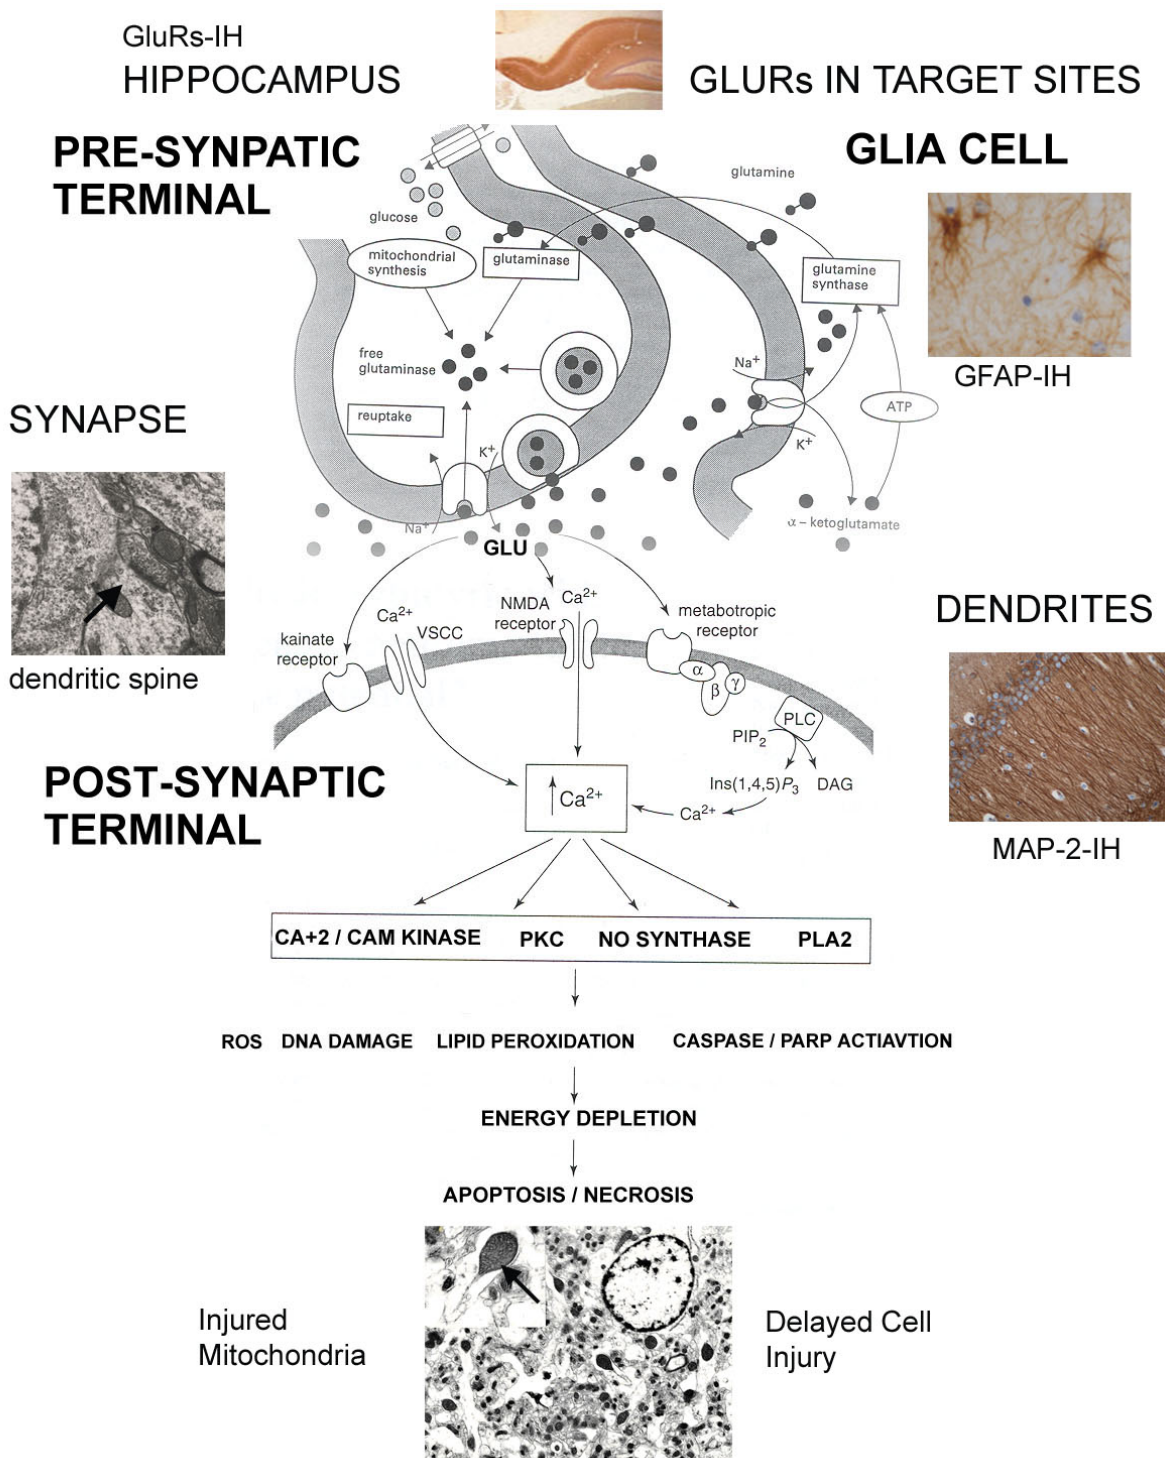 GluRs-IH
HIPPOCAMPUS
GLURs IN TARGET SITES
PRE-SYNPATIC
TERMINAL
GLIA CELL
glutamine
glucose
mitochondrial
synthesis
glutaminase
glutamine
synthase
free
glutaminase
Na+
GFAP-IH
reuptake
ATP
SYNAPSE
K+
K+
Na+
α – ketoglutamate
GLU
NMDA
receptor
Ca2+
Ca2+
VSCC
metabotropic
receptor
kainate
receptor
DENDRITES
dendritic spine
α
β
γ
PLC
PIP2
POST-SYNAPTIC
TERMINAL
Ins(1,4,5)P3
DAG
↑Ca2+
Ca2+
MAP-2-IH
CA+2 / CAM KINASE PKC NO SYNTHASE PLA2
ROS DNA DAMAGE LIPID PEROXIDATION CASPASE / PARP ACTIAVTION
ENERGY DEPLETION
APOPTOSIS / NECROSIS
Injured
Mitochondria
Delayed Cell
Injury